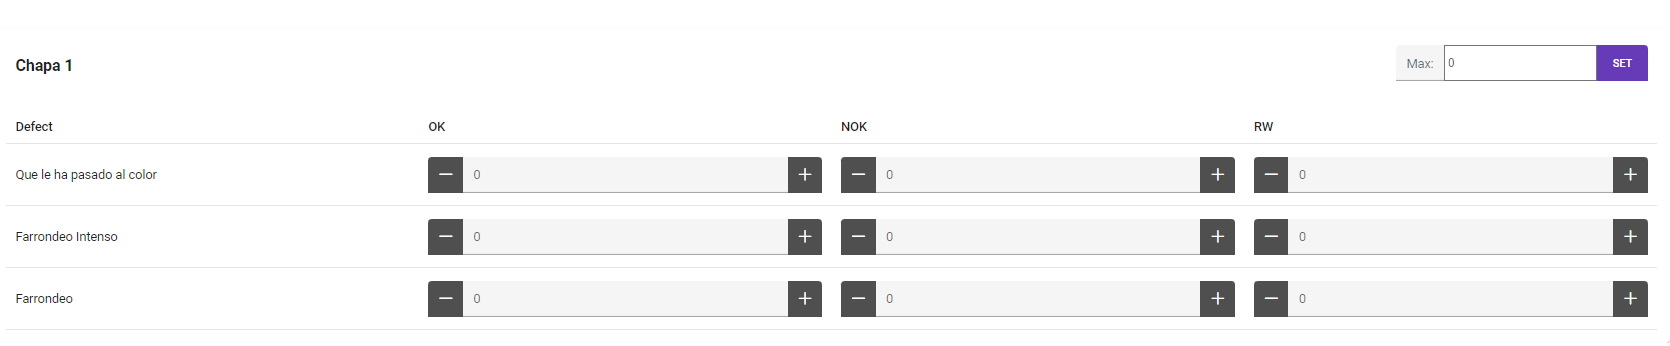 Chapa 1
Max: 0 SET
Defect OK NOK RW
Que le ha pasado al color 0 0 0
Farrondeo Intenso 0 0 0
Farrondeo 0 0 0